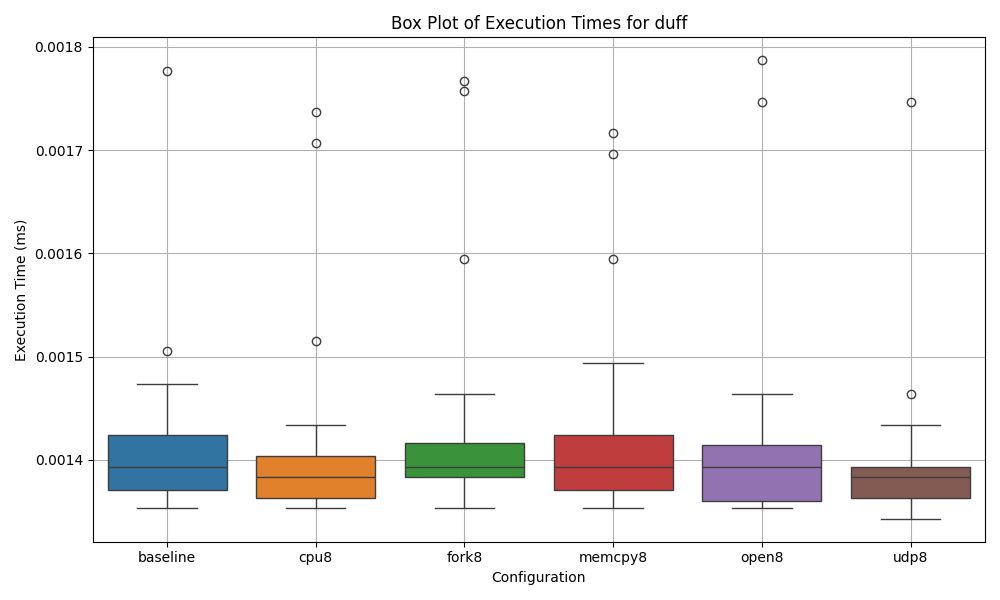 Box Plot of Execution Times for duff
0.0018
0.0017
0.0016
0.0015
0.0014
Execution Time (ms)
baseline cpu8 fork8 memcpy8 open8 udp8
Configuration